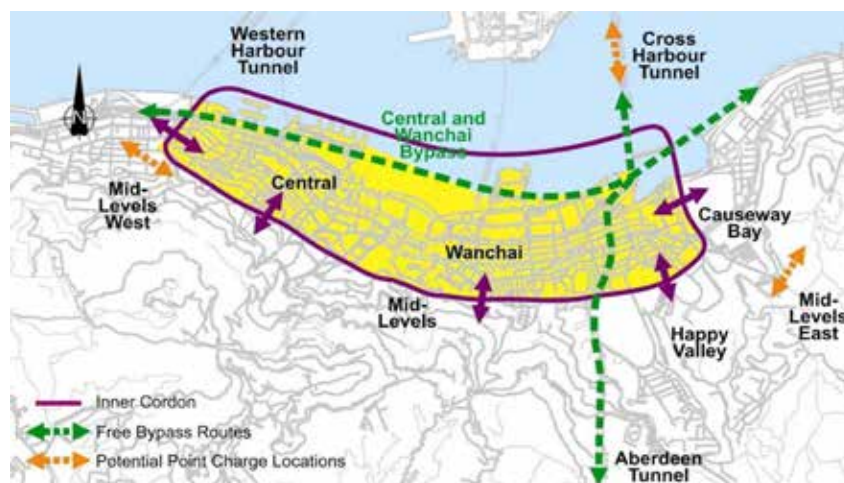 Western
Harbour
Tunnel
Cross
Harbour
Tunnel
N
Central and
Wanchai
Bypass
Mid-
Levels
West
Central
Causeway
Bay
Wanchai
Mid-
Levels
Mid-
Levels
East
Happy
Valley
Inner Cordon
Free Bypass Routes
Potential Point Charge Locations
Aberdeen
Tunnel